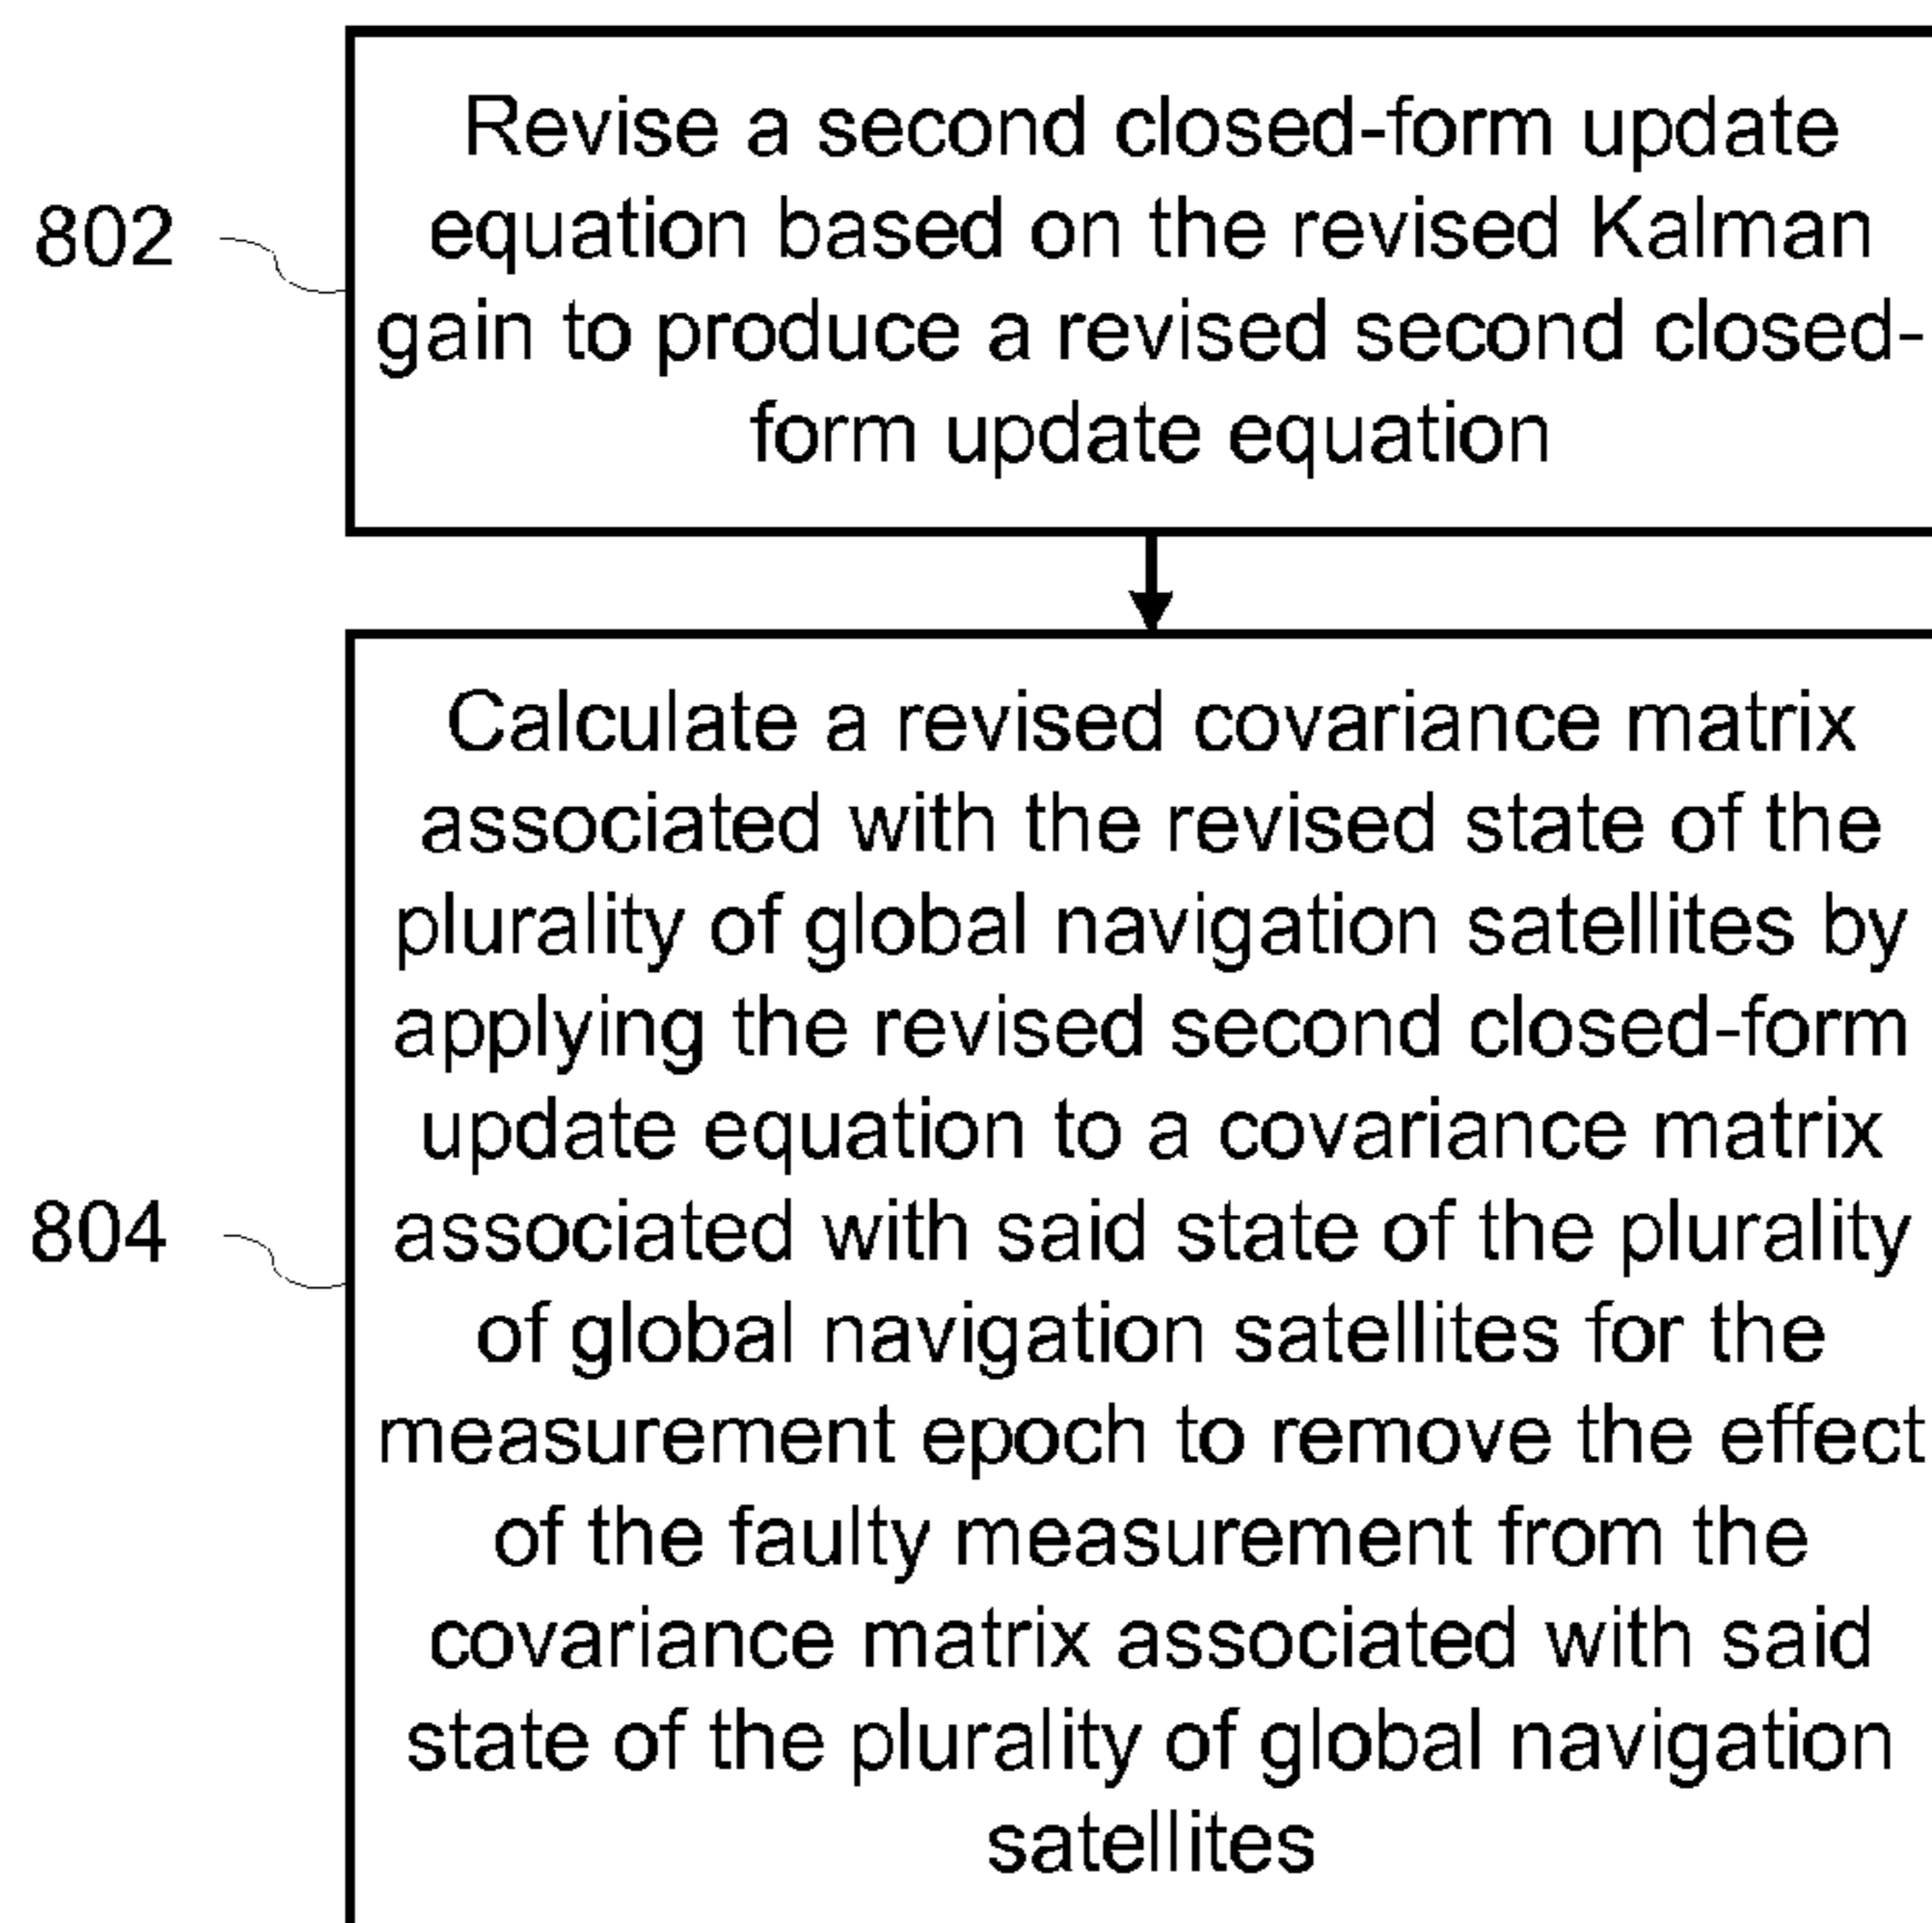 Revise a second closed-form update
equation based on the revised Kalman
gain to produce a revised second closed-
form update equation
802
Calculate a revised covariance matrix
associated with the revised state of the
plurality of global navigation satellites by
applying the revised second closed-form
update equation to a covariance matrix
associated with said state of the plurality
of global navigation satellites for the
measurement epoch to remove the effect
of the faulty measurement from the
covariance matrix associated with said
state of the plurality of global navigation
satellites
804